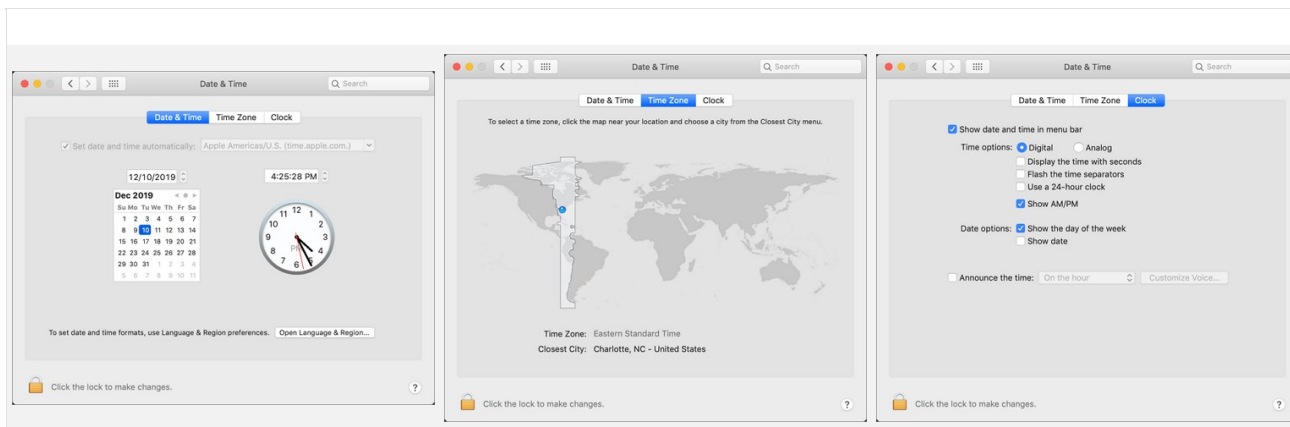 Date & Time
Search
Date & Time Time Zone Clock
Set date and time automatically: Apple Americas/U.S. (time.apple.com.)
12/10/2019
4:25:28 PM
Dec 2019
Su Mo Tu We Th Fr Sa
1 2 3 4 5 6 7
8 9 10 11 12 13 14
15 16 17 18 19 20 21
22 23 24 25 26 27 28
29 30 31 1 2 3 4
5 6 7 8 9 10 11
12
1
2
3
4
5
6
7
8
9
10
11
PM
To set date and time formats, use Language & Region preferences. Open Language & Region...
Click the lock to make changes.
?
Date & Time
Search
Date & Time Time Zone Clock
To select a time zone, click the map near your location and choose a city from the Closest City menu.
Time Zone: Eastern Standard Time
Closest City: Charlotte, NC - United States
Click the lock to make changes.
?
Date & Time
Search
Date & Time Time Zone Clock
Show date and time in menu bar
Time options: Digital Analog
Display the time with seconds
Flash the time separators
Use a 24-hour clock
Show AM/PM
Date options: Show the day of the week
Show date
Announce the time: On the hour Customize Voice...
Click the lock to make changes.
?